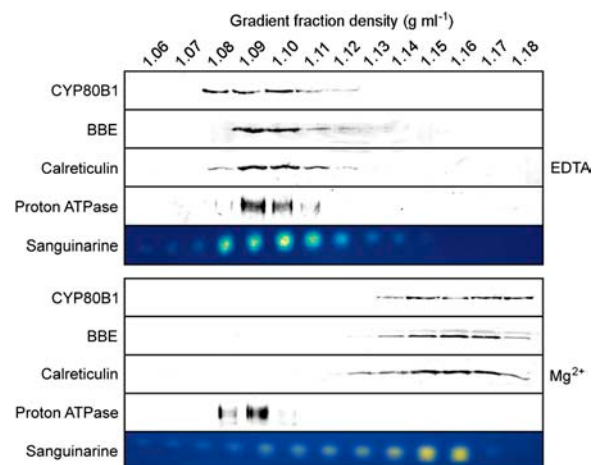 Gradient fraction density (g ml⁻¹)
1.06 1.07 1.08 1.09 1.10 1.11 1.12 1.13 1.14 1.15 1.16 1.17 1.18
CYP80B1
BBE
Calreticulin
EDTA
Proton ATPase
Sanguinarine
CYP80B1
BBE
Calreticulin
Mg²⁺
Proton ATPase
Sanguinarine